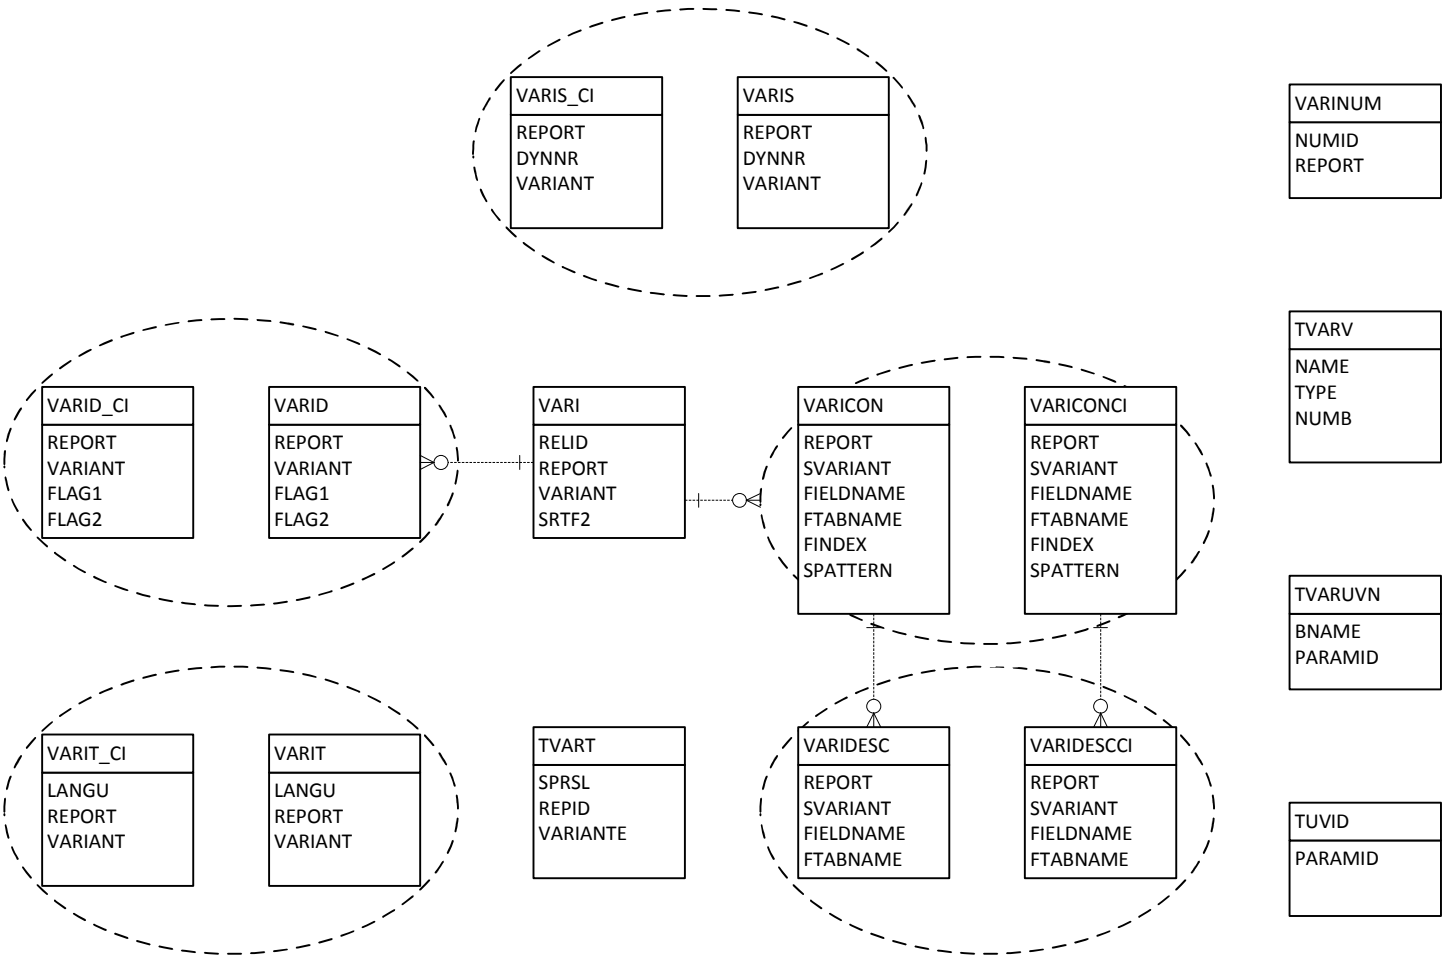 VARIS_CI
REPORT
DYNNR
VARIANT
VARIS
REPORT
DYNNR
VARIANT
VARINUM
NUMID
REPORT
TVARV
NAME
TYPE
NUMB
VARID_CI
REPORT
VARIANT
FLAG1
FLAG2
VARID
REPORT
VARIANT
FLAG1
FLAG2
VARI
RELID
REPORT
VARIANT
SRTF2
VARICON
REPORT
SVARIANT
FIELDNAME
FTABNAME
FINDEX
SPATTERN
VARICONCI
REPORT
SVARIANT
FIELDNAME
FTABNAME
FINDEX
SPATTERN
TVARUVN
BNAME
PARAMID
VARIT_CI
LANGU
REPORT
VARIANT
VARIT
LANGU
REPORT
VARIANT
TVART
SPRSL
REPID
VARIANTE
VARIDESC
REPORT
SVARIANT
FIELDNAME
FTABNAME
VARIDESCCI
REPORT
SVARIANT
FIELDNAME
FTABNAME
TUVID
PARAMID